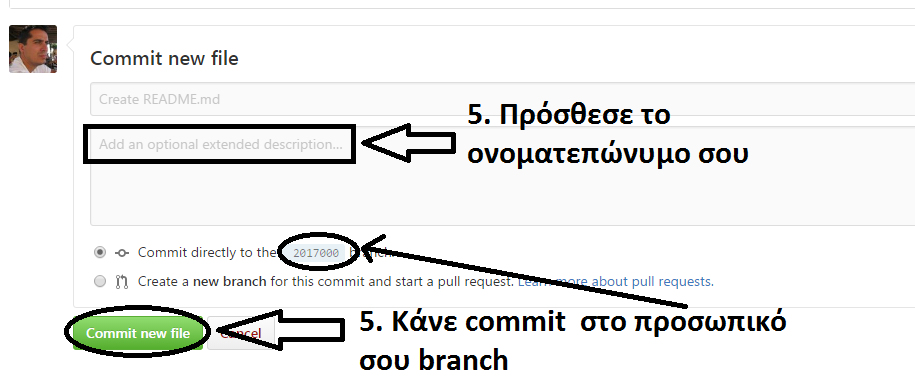 Commit new file
Create README.md
5. Πρόσθεσε το
ονοματεπώνυμο σου
Add an optional extended description...
Commit directly to the 2017000 branch.
Create a new branch for this commit and start a pull request. Learn more about pull requests.
Commit new file
Cancel
5. Κάνε commit στο προσωπικό
σου branch